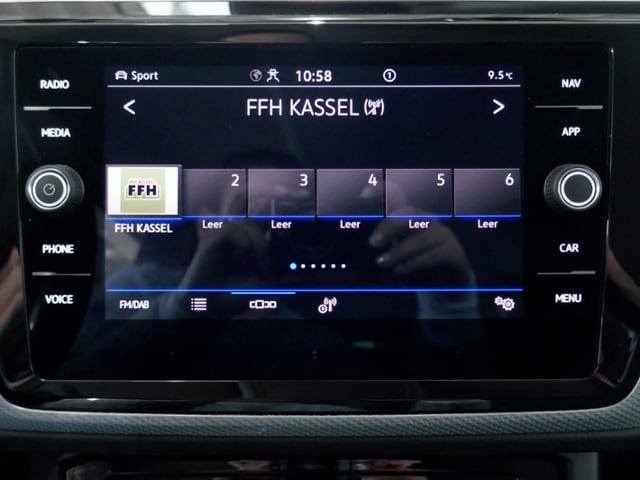 RADIO
MEDIA
PHONE
VOICE
NAV
APP
CAR
MENU
Sport
10:58
9.5°C
FFH KASSEL
FFH
2
3
4
5
6
FFH KASSEL
Leer
Leer
Leer
Leer
Leer
FM/DAB